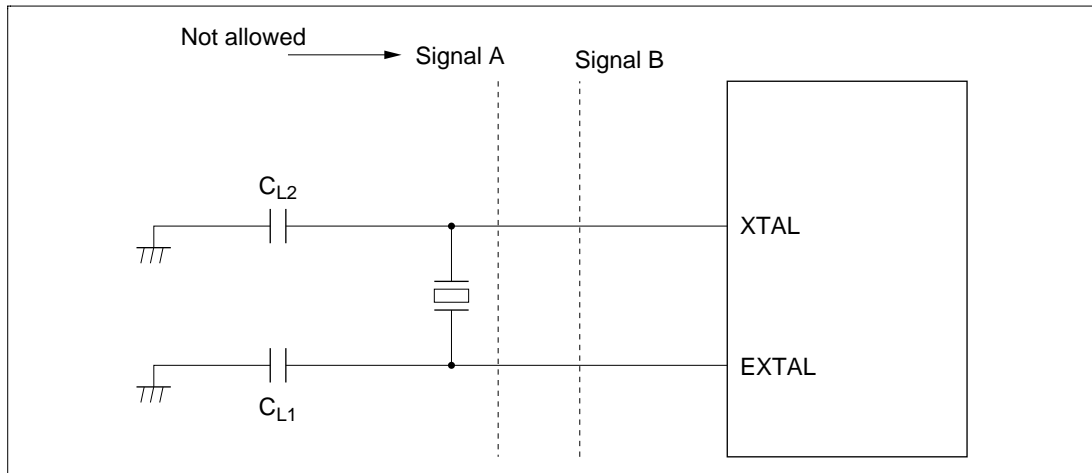 Not allowed
Signal A
Signal B
CL2
XTAL
EXTAL
CL1